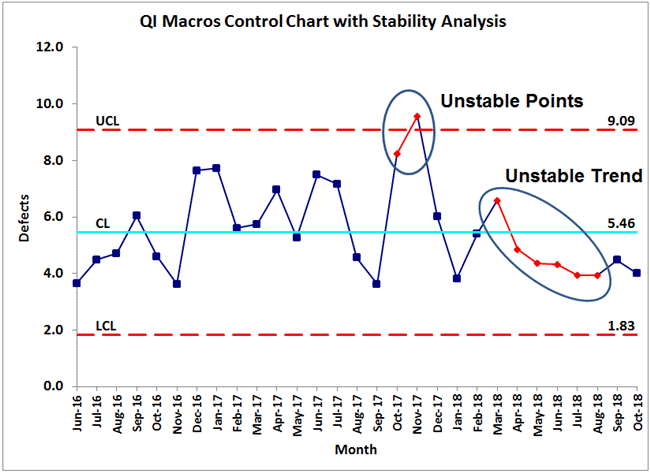 QI Macros Control Chart with Stability Analysis
12.0
10.0
8.0
6.0
4.0
2.0
0.0
Defects
UCL
9.09
CL
5.46
LCL
1.83
Unstable Points
Unstable Trend
Jun-16
Jul-16
Aug-16
Sep-16
Oct-16
Nov-16
Dec-16
Jan-17
Feb-17
Mar-17
Apr-17
May-17
Jun-17
Jul-17
Aug-17
Sep-17
Oct-17
Nov-17
Dec-17
Jan-18
Feb-18
Mar-18
Apr-18
May-18
Jun-18
Jul-18
Aug-18
Sep-18
Oct-18
Month